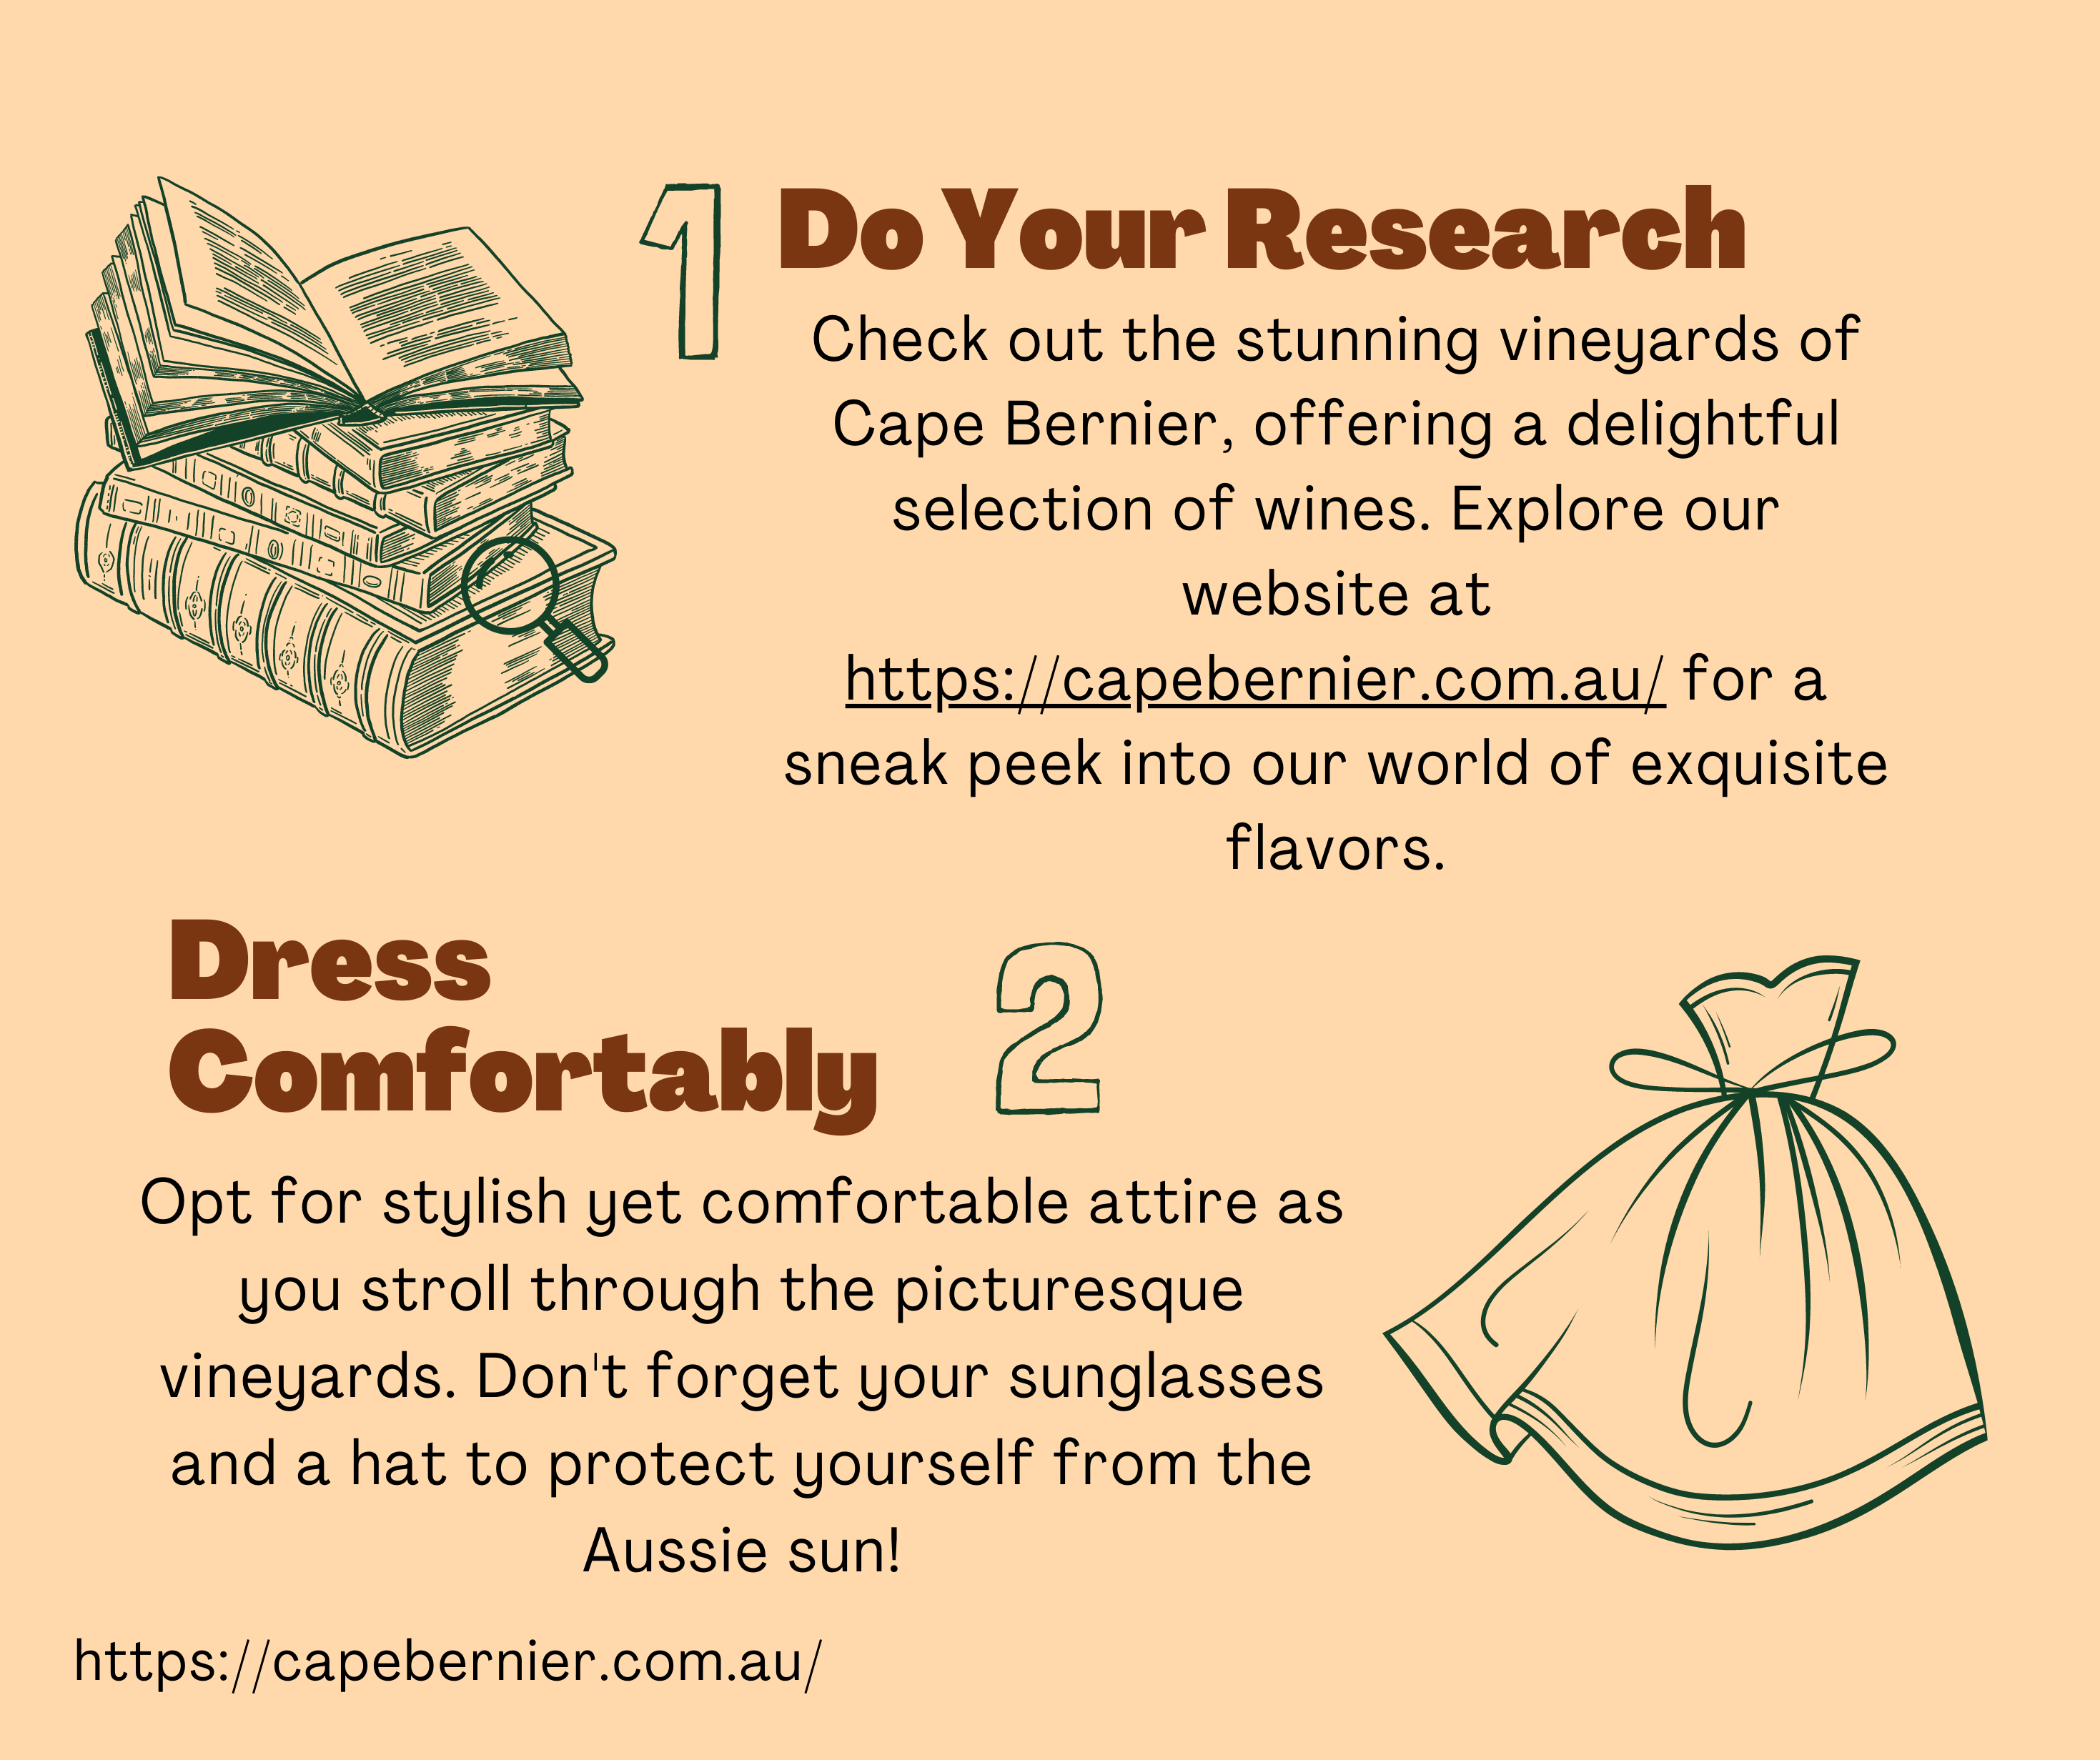 1 Do Your Research
Check out the stunning vineyards of
Cape Bernier, offering a delightful
selection of wines. Explore our
website at
https://capebernier.com.au/ for a
sneak peek into our world of exquisite
flavors.
Dress
Comfortably
2
Opt for stylish yet comfortable attire as
you stroll through the picturesque
vineyards. Don't forget your sunglasses
and a hat to protect yourself from the
Aussie sun!
https://capebernier.com.au/